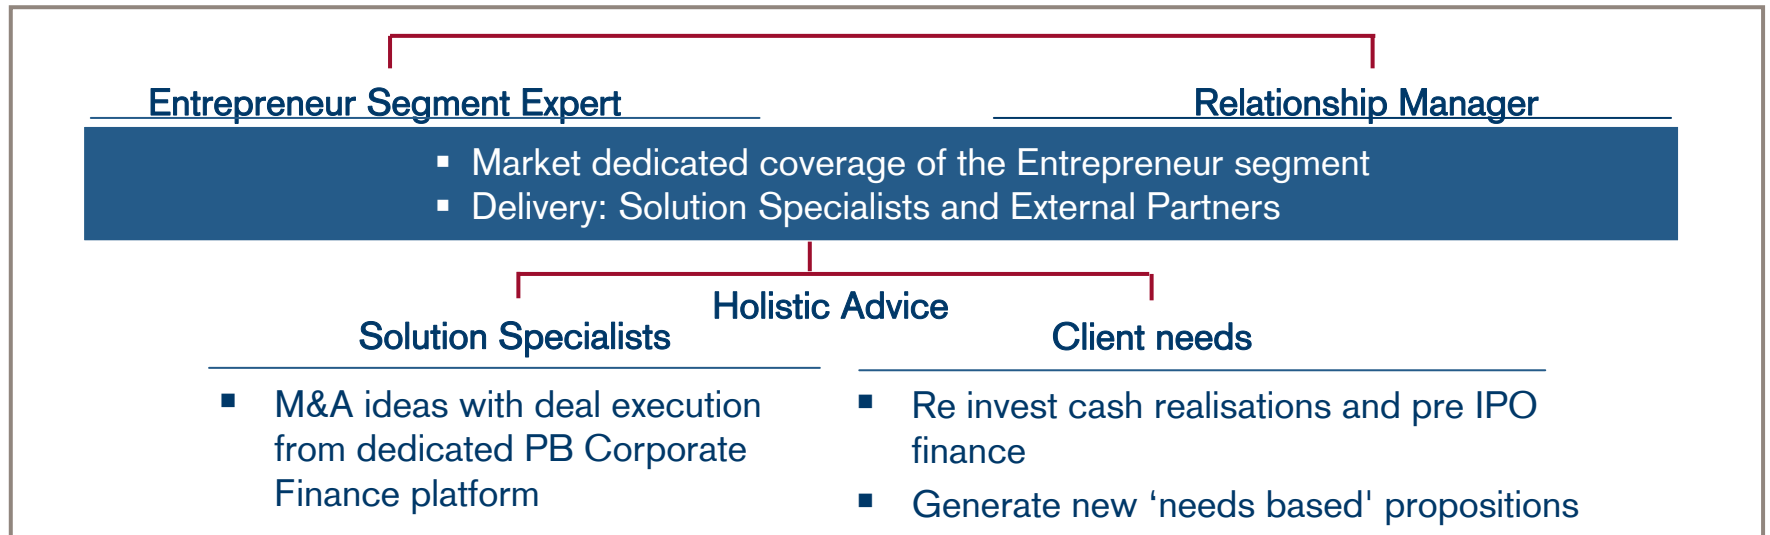 Entrepreneur Segment Expert
Relationship Manager
▪ Market dedicated coverage of the Entrepreneur segment
▪ Delivery: Solution Specialists and External Partners
Holistic Advice
Solution Specialists
▪ M&A ideas with deal execution
from dedicated PB Corporate
Finance platform
Client needs
▪ Re invest cash realisations and pre IPO
finance
▪ Generate new ‘needs based' propositions